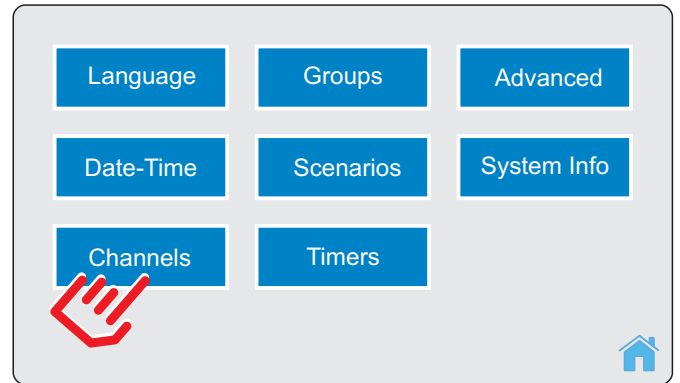 Language
Groups
Advanced
Date-Time
Scenarios
System Info
Channels
Timers